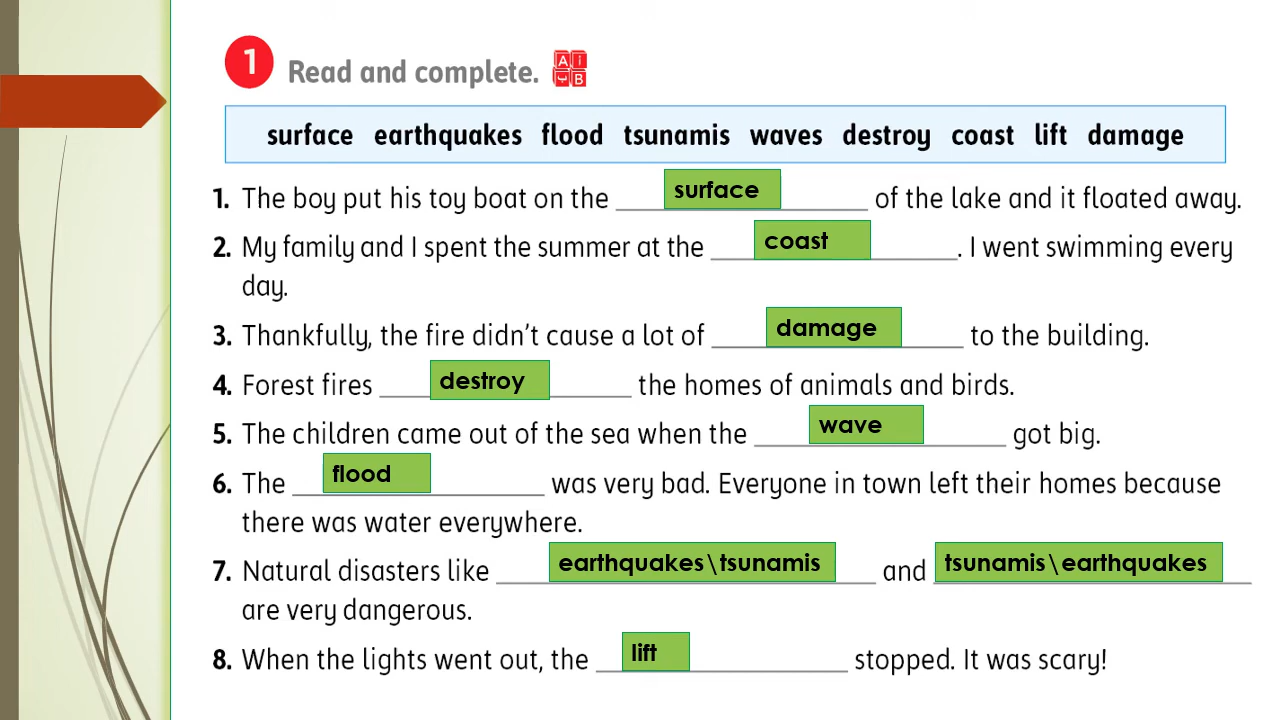 1 Read and complete. A i B
surface earthquakes flood tsunamis waves destroy coast lift damage
1. The boy put his toy boat on the surface of the lake and it floated away.
2. My family and I spent the summer at the coast. I went swimming every
day.
3. Thankfully, the fire didn't cause a lot of damage to the building.
4. Forest fires destroy the homes of animals and birds.
5. The children came out of the sea when the wave got big.
6. The flood was very bad. Everyone in town left their homes because
there was water everywhere.
7. Natural disasters like earthquakes\tsunamis and tsunamis\earthquakes
are very dangerous.
8. When the lights went out, the lift stopped. It was scary!